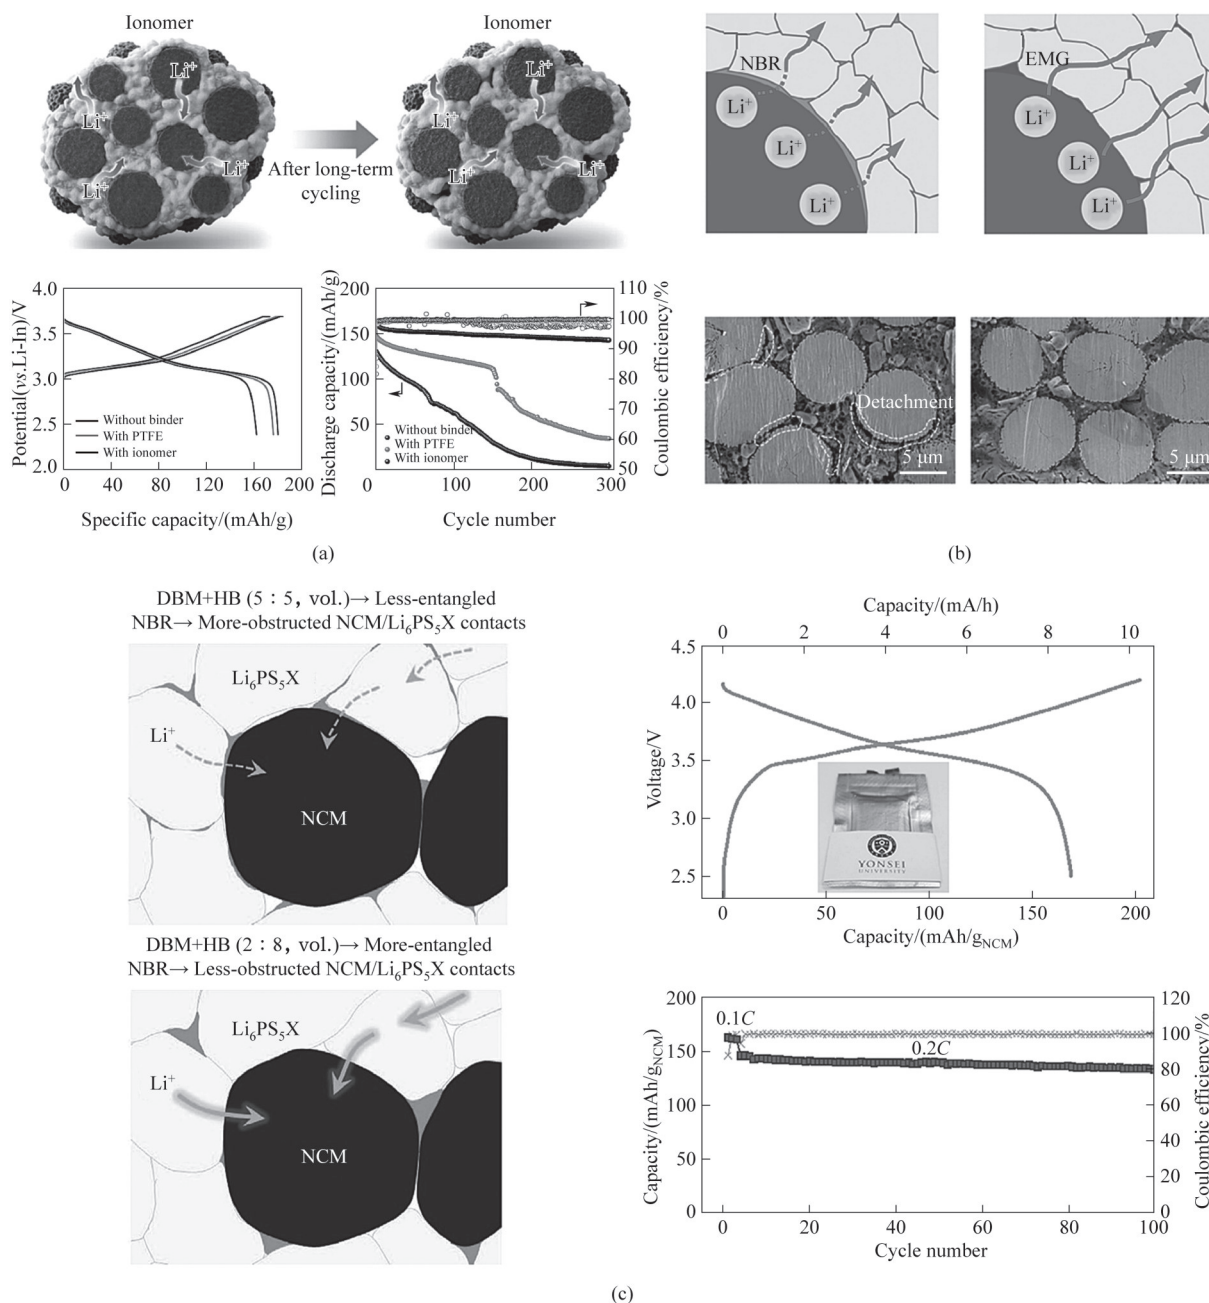 Ionomer
Ionomer
Li⁺
Li⁺
Li⁺
Li⁺
After long-term
cycling
Li⁺
Li⁺
Li⁺
Li⁺
NBR
Li⁺
Li⁺
Li⁺
EMG
Li⁺
Li⁺
Li⁺
Potential(vs.Li-In)/V
4.0
3.0
2.0
Without binder
With PTFE
With ionomer
0 40 80 120 160 200
Specific capacity/(mAh/g)
Discharge capacity/(mAh/g)
200
150
100
50
Without binder
With PTFE
With ionomer
0 100 200 300
Cycle number
110
100
90
80
70
60
50
Coulombic efficiency/%
Detachment
5 μm
5 μm
(a)
(b)
DBM+HB (5：5, vol.)→ Less-entangled
NBR→ More-obstructed NCM/Li₆PS₅X contacts
Li₆PS₅X
Li⁺
NCM
DBM+HB (2：8, vol.)→ More-entangled
NBR→ Less-obstructed NCM/Li₆PS₅X contacts
Li₆PS₅X
Li⁺
NCM
Capacity/(mA/h)
0 2 4 6 8 10
Voltage/V
4.5
4.0
3.5
3.0
2.5
YONSEI
UNIVERSITY
0 50 100 150 200
Capacity/(mAh/gNCM)
Capacity/(mAh/gNCM)
200
150
100
50
0
0.1C
0.2C
120
100
80
60
40
20
0
Coulombic efficiency/%
0 20 40 60 80 100
Cycle number
(c)